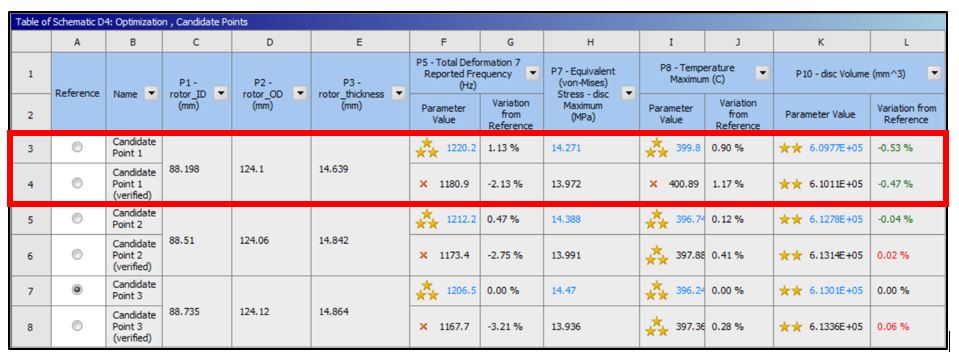 Table of Schematic D4: Optimization , Candidate Points
A B C D E F G H I J K L
1 Reference Name P1 - rotor_ID (mm) P2 - rotor_OD (mm) P3 - rotor_thickness (mm) P5 - Total Deformation 7 Reported Frequency (Hz) P7 - Equivalent (von-Mises) Stress - disc Maximum (MPa) P8 - Temperature Maximum (C) P10 - disc Volume (mm^3)
2 Parameter Value Variation from Reference Parameter Value Variation from Reference Parameter Value Variation from Reference
3 Candidate Point 1 88.198 124.1 14.639 1220.2 1.13 % 14.271 399.8 0.90 % 6.0977E+05 -0.53 %
4 Candidate Point 1 (verified) 1180.9 -2.13 % 13.972 400.89 1.17 % 6.1011E+05 -0.47 %
5 Candidate Point 2 88.51 124.06 14.842 1212.2 0.47 % 14.388 396.74 0.12 % 6.1278E+05 -0.04 %
6 Candidate Point 2 (verified) 1173.4 -2.75 % 13.991 397.88 0.41 % 6.1314E+05 0.02 %
7 Candidate Point 3 88.735 124.12 14.864 1206.5 0.00 % 14.47 396.24 0.00 % 6.1301E+05 0.00 %
8 Candidate Point 3 (verified) 1167.7 -3.21 % 13.936 397.36 0.28 % 6.1336E+05 0.06 %